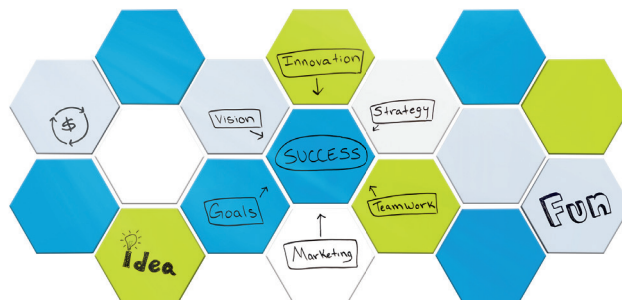 Innovation
$
Vision
Strategy
SUCCESS
Goals
Teamwork
Fun
idea
Marketing